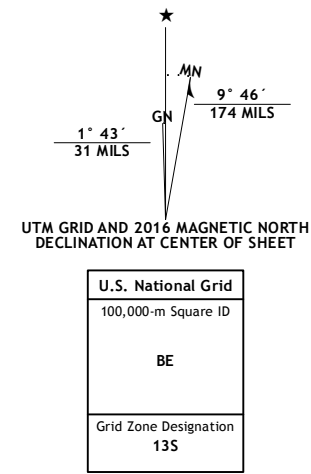 ★
MN
GN
9° 46´
174 MILS
1° 43´
31 MILS
UTM GRID AND 2016 MAGNETIC NORTH
DECLINATION AT CENTER OF SHEET
U.S. National Grid
100,000-m Square ID
BE
Grid Zone Designation
13S